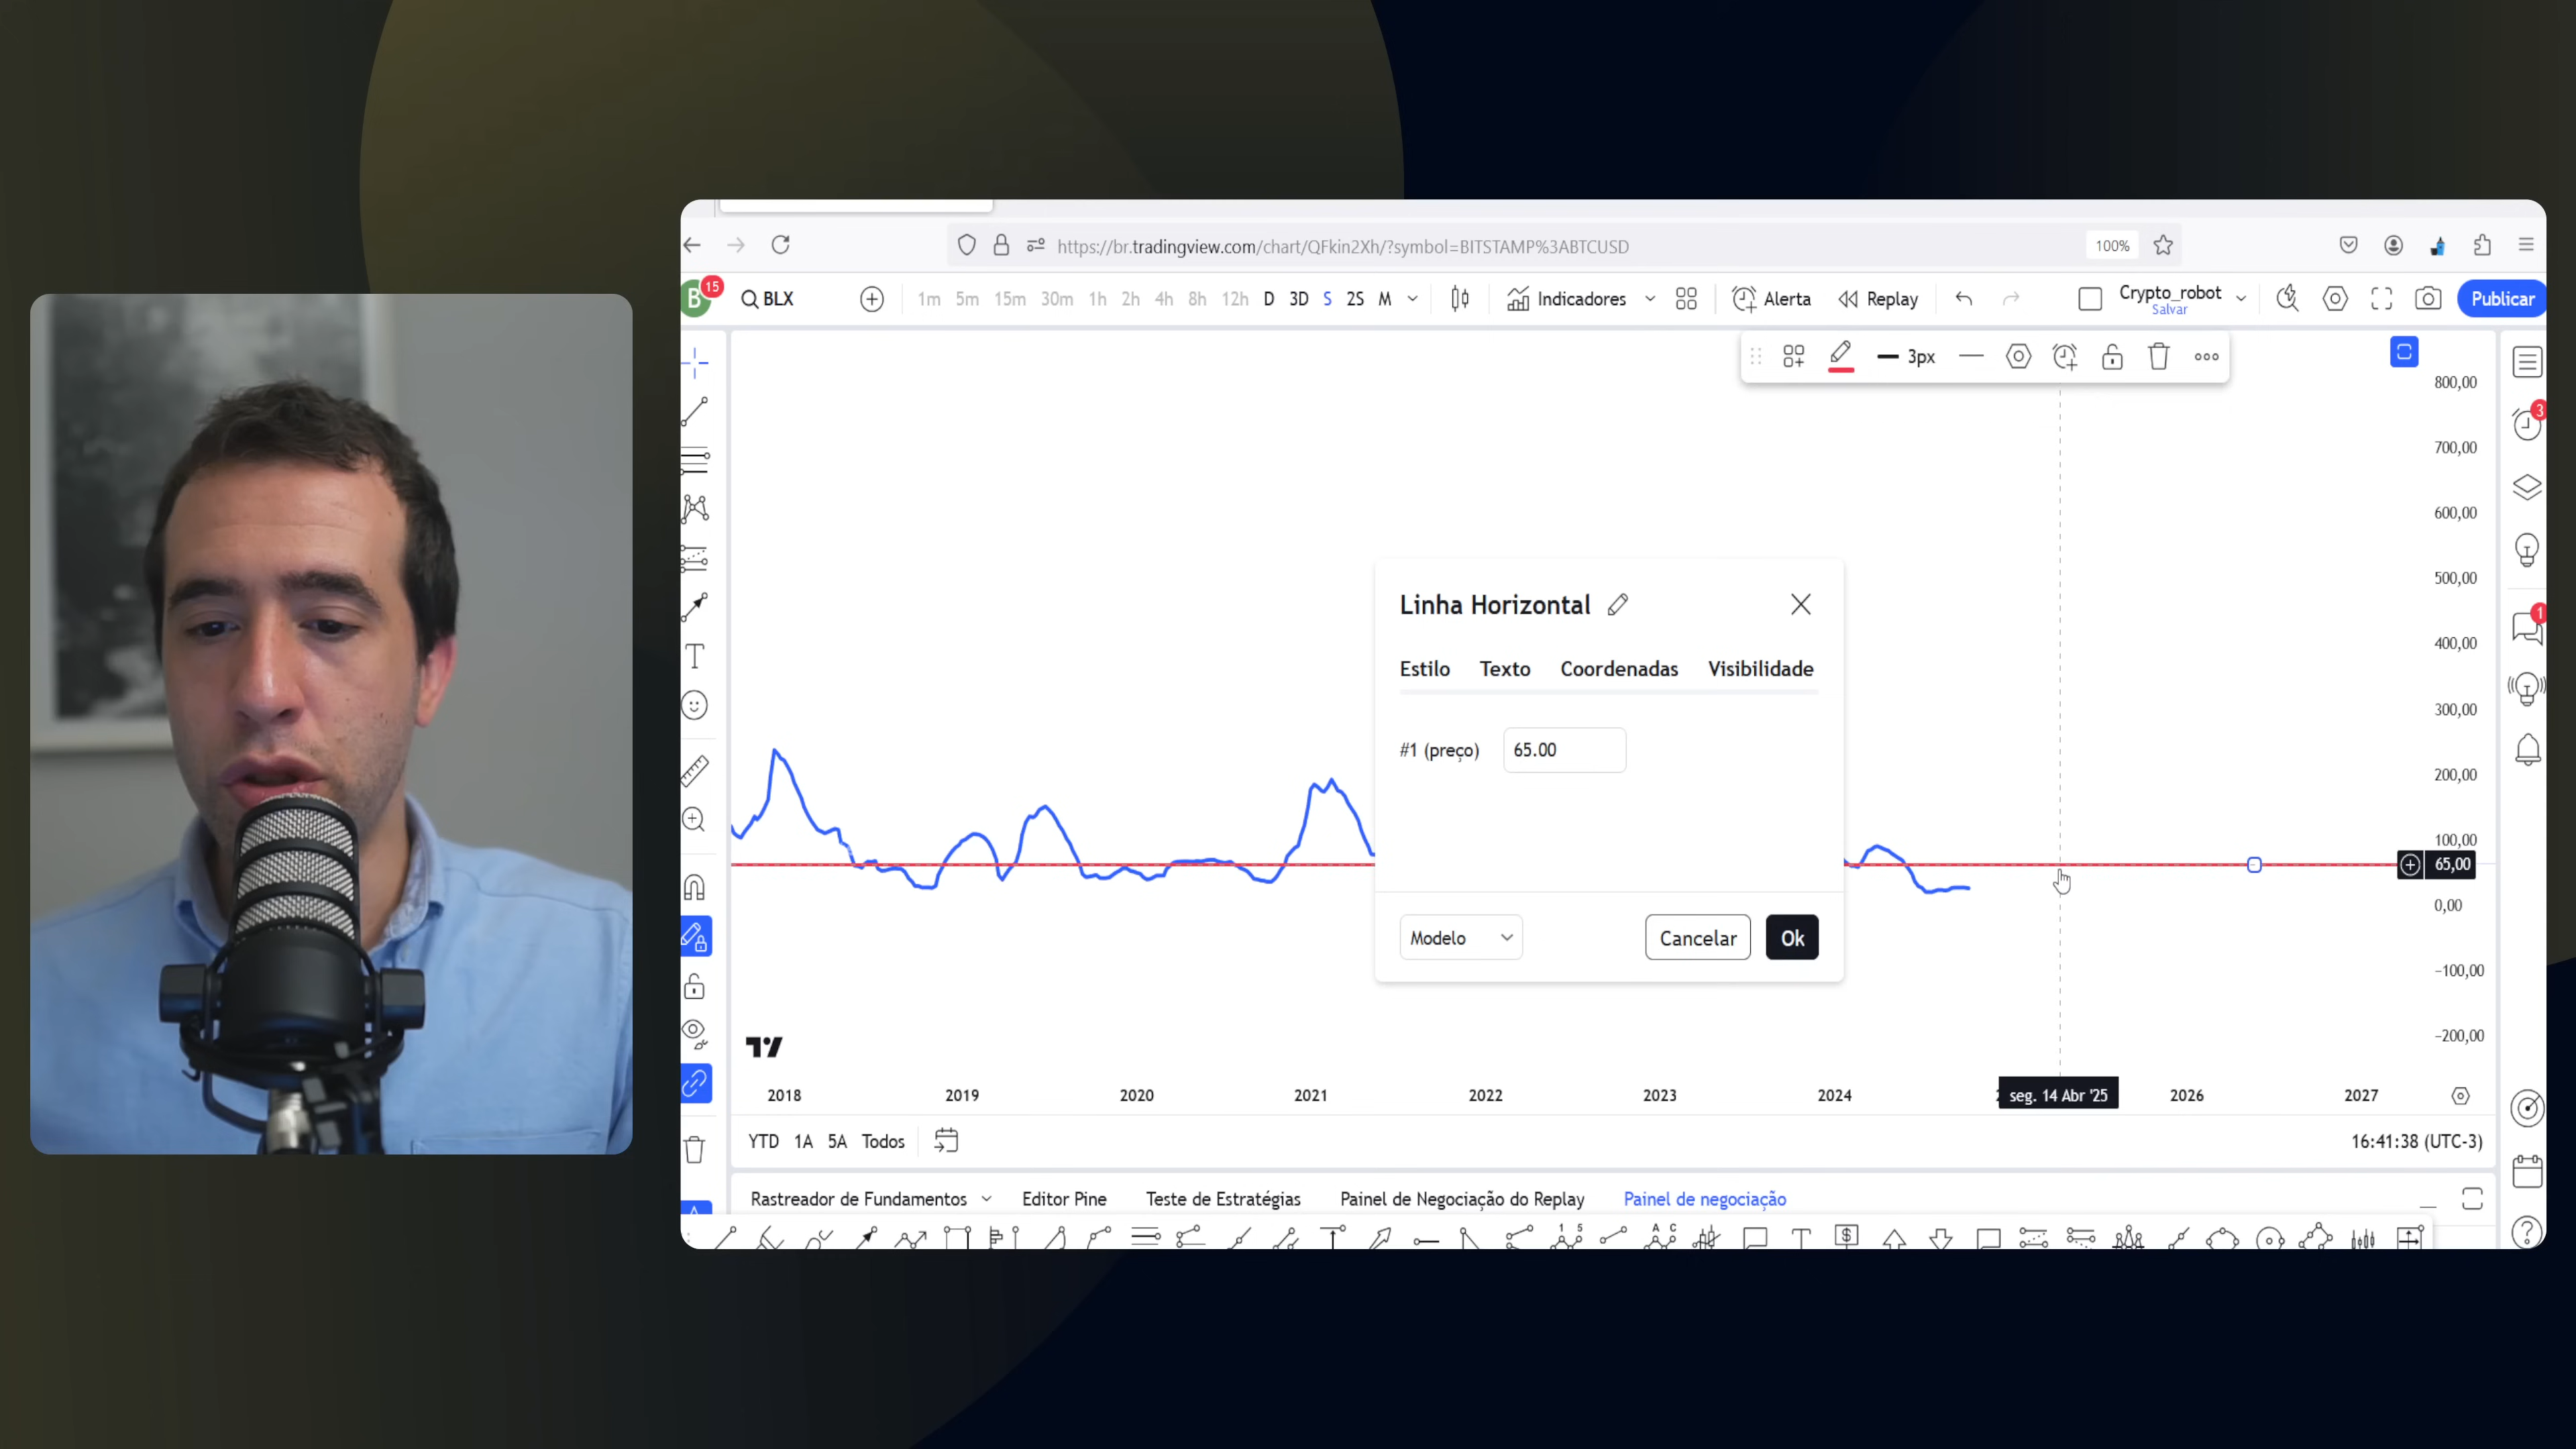 https://br.tradingview.com/chart/QFkin2Xh/?symbol=BITSTAMP%3ABTCUSD
100%
B 15
BLX
1m 5m 15m 30m 1h 2h 4h 8h 12h D 3D S 2S M
Indicadores
Alerta
Replay
Crypto_robot
Salvar
Publicar
3px
800,00
700,00
600,00
500,00
400,00
300,00
200,00
100,00
65,00
0,00
-100,00
-200,00
3
1
Linha Horizontal
Estilo Texto Coordenadas Visibilidade
#1 (preço) 65.00
Modelo
Cancelar
Ok
2018 2019 2020 2021 2022 2023 2024 seg. 14 Abr '25 2026 2027
YTD 1A 5A Todos
16:41:38 (UTC-3)
Rastreador de Fundamentos Editor Pine Teste de Estratégias Painel de Negociação do Replay Painel de negociação
1 5
A C